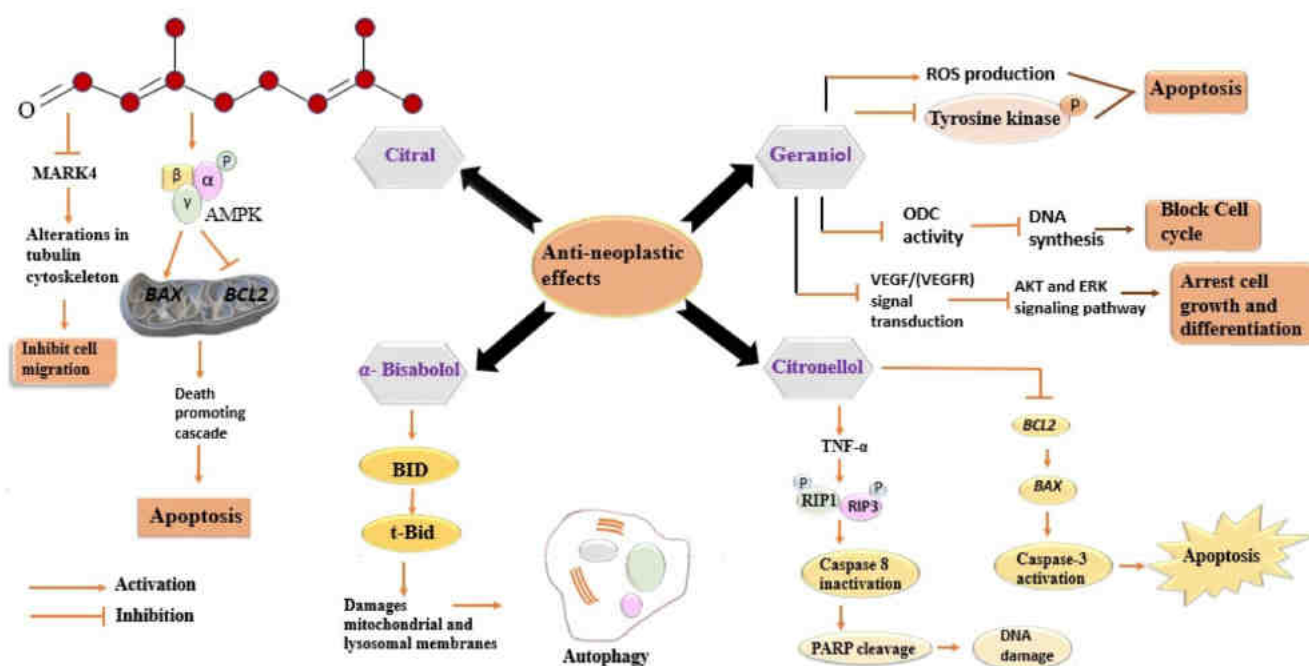 O
MARK4
Alterations in
tubulin
cytoskeleton
Inhibit cell
migration
β
α
P
γ
AMPK
BAX
BCL2
Death
promoting
cascade
Apoptosis
Activation
Inhibition
Citral
Anti-neoplastic
effects
α- Bisabolol
BID
t-Bid
Damages
mitochondrial and
lysosomal membranes
Autophagy
Geraniol
ROS production
Tyrosine kinase
P
Apoptosis
ODC
activity
DNA
synthesis
Block Cell
cycle
VEGF/(VEGFR)
signal
transduction
AKT and ERK
signaling pathway
Arrest cell
growth and
differentiation
Citronellol
TNF-α
P
RIP1
P
RIP3
Caspase 8
inactivation
PARP cleavage
DNA
damage
BCL2
BAX
Caspase-3
activation
Apoptosis